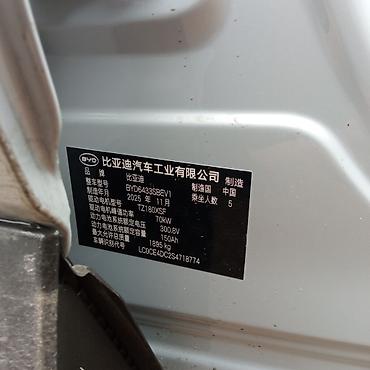 BYD 比亚迪汽车工业有限公司 制造
品 牌 比亚迪 制造国 中国
整车型号 BYD6433SBEV1 乘坐人数 5
制造年月 2025 年 11 月
驱动电机型号 TZ180XSF
驱动电机峰值功率 70kW
动力电池系统额定电压 300.8V
动力电池系统额定容量 150Ah
最大允许总质量 1895 kg
车辆识别代号 LC0CE4DC2S4718774